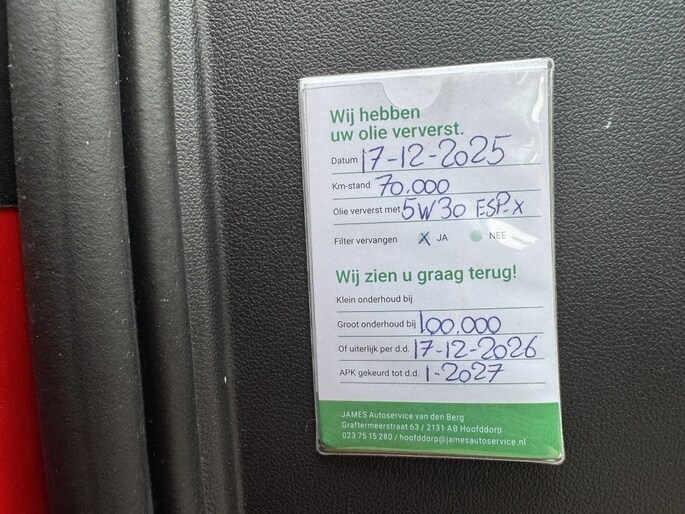 Wij hebben
uw olie ververst.
Datum 17-12-2025
Km-stand 70.000
Olie ververst met 5W30 ESP-X
Filter vervangen X JA NEE
Wij zien u graag terug!
Klein onderhoud bij
Groot onderhoud bij 100.000
Of uiterlijk per d.d. 17-12-2026
APK gekeurd tot d.d. 1-2027
JAMES Autoservice van den Berg
Graftermeerstraat 63 / 2131 AB Hoofddorp
023 75 15 280 / hoofddorp@jamesautoservice.nl